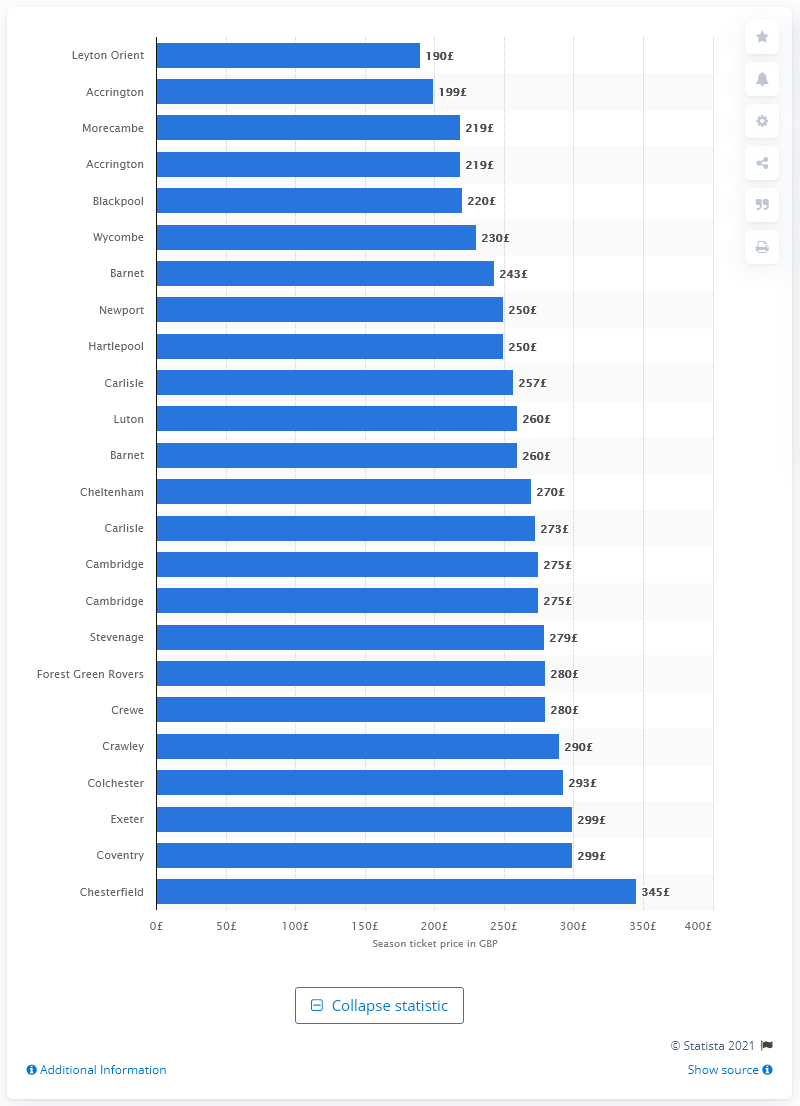 Leyton Orient 190£
Accrington 199£
Morecambe 219£
Accrington 219£
Blackpool 220£
Wycombe 230£
Barnet 243£
Newport 250£
Hartlepool 250£
Carlisle 257£
Luton 260£
Barnet 260£
Cheltenham 270£
Carlisle 273£
Cambridge 275£
Cambridge 275£
Stevenage 279£
Forest Green Rovers 280£
Crewe 280£
Crawley 290£
Colchester 293£
Exeter 299£
Coventry 299£
Chesterfield 345£
0£ 50£ 100£ 150£ 200£ 250£ 300£ 350£ 400£
Season ticket price in GBP
Collapse statistic
© Statista 2021
Additional Information Show source